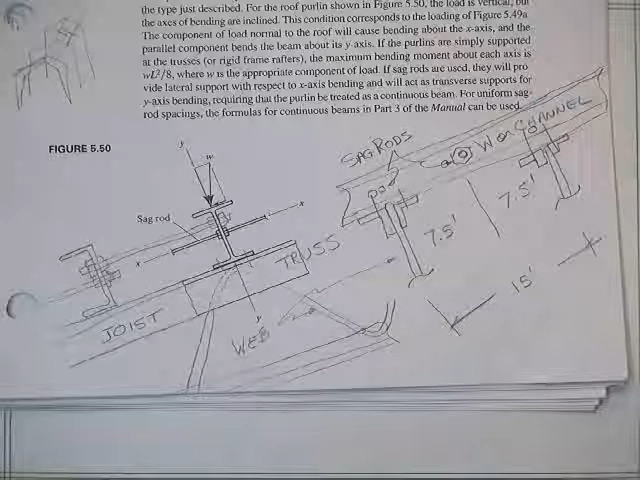 the type just described. For the roof purlin shown in Figure 5.50, the load is vertical, but
the axes of bending are inclined. This condition corresponds to the loading of Figure 5.49a
The component of load normal to the roof will cause bending about the x-axis, and the
parallel component bends the beam about its y-axis. If the purlins are simply supported
at the trusses (or rigid frame rafters), the maximum bending moment about each axis is
wL²/8, where w is the appropriate component of load. If sag rods are used, they will pro
vide lateral support with respect to x-axis bending and will act as transverse supports for
y-axis bending, requiring that the purlin be treated as a continuous beam. For uniform sag-
rod spacings, the formulas for continuous beams in Part 3 of the Manual can be used.
FIGURE 5.50
y
w
x
Sag rod
x
y
SAG RODS
W or CHANNEL
7.5'
7.5'
15'
TRUSS
JOIST
WEB